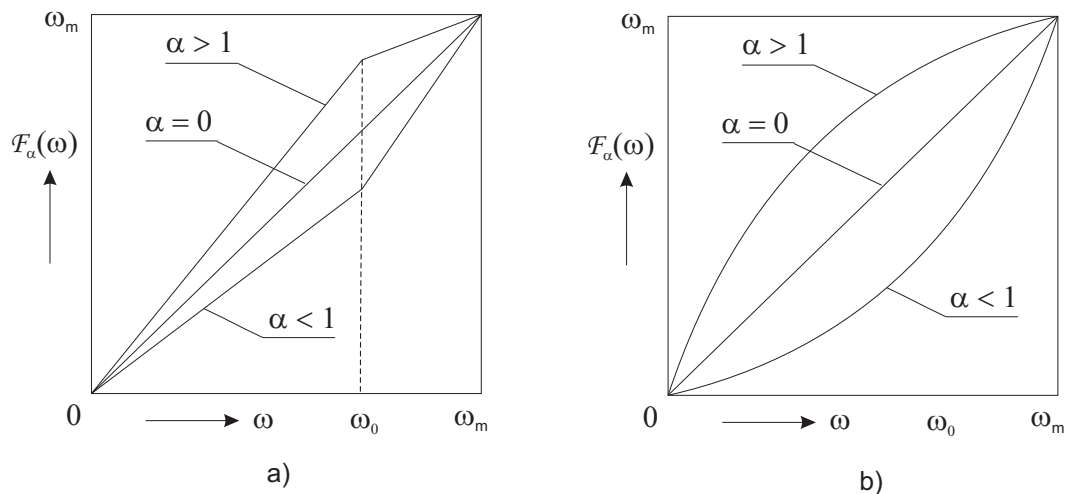 ωₘ
α > 1
α = 0
ℱα(ω)
α < 1
0
ω
ω₀
ωₘ
a)
ωₘ
α > 1
α = 0
ℱα(ω)
α < 1
0
ω
ω₀
ωₘ
b)